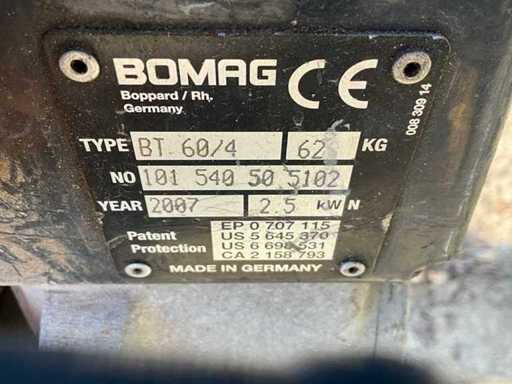 BOMAG CE
Boppard / Rh.
Germany
008 309 14
TYPE BT 60/4 62 KG
NO 101 540 50 5102
YEAR 2007 2.5 KW N
Patent Protection
EP 0 707 115
US 5 645 370
US 6 698 531
CA 2 158 793
MADE IN GERMANY